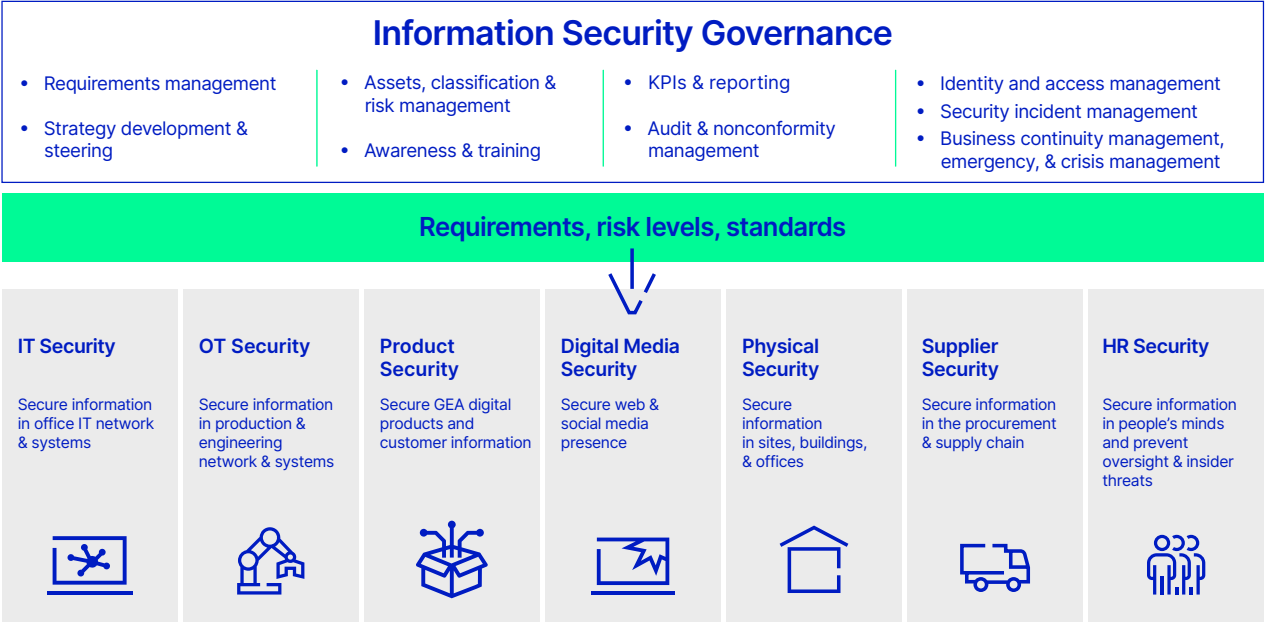 Information Security Governance
• Requirements management
• Strategy development &
steering
• Assets, classification &
risk management
• Awareness & training
• KPIs & reporting
• Audit & nonconformity
management
• Identity and access management
• Security incident management
• Business continuity management,
emergency, & crisis management
Requirements, risk levels, standards
IT Security
Secure information
in office IT network
& systems
OT Security
Secure information
in production &
engineering
network & systems
Product
Security
Secure GEA digital
products and
customer information
Digital Media
Security
Secure web &
social media
presence
Physical
Security
Secure
information
in sites, buildings,
& offices
Supplier
Security
Secure information
in the procurement
& supply chain
HR Security
Secure information
in people’s minds
and prevent
oversight & insider
threats